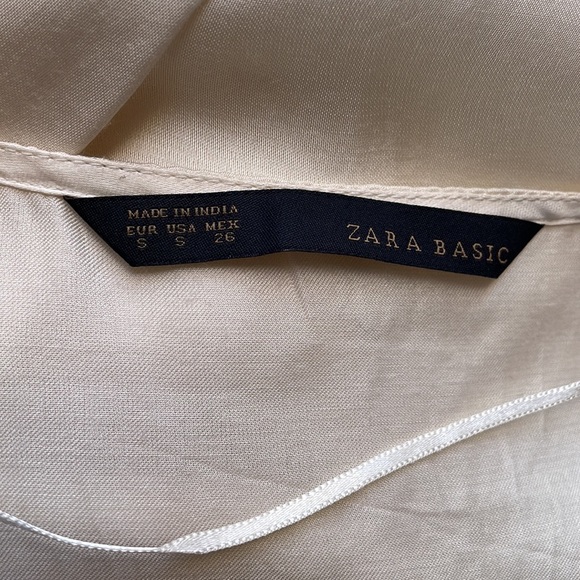 MADE IN INDIA
EUR USA MEX
S S 26
ZARA BASIC